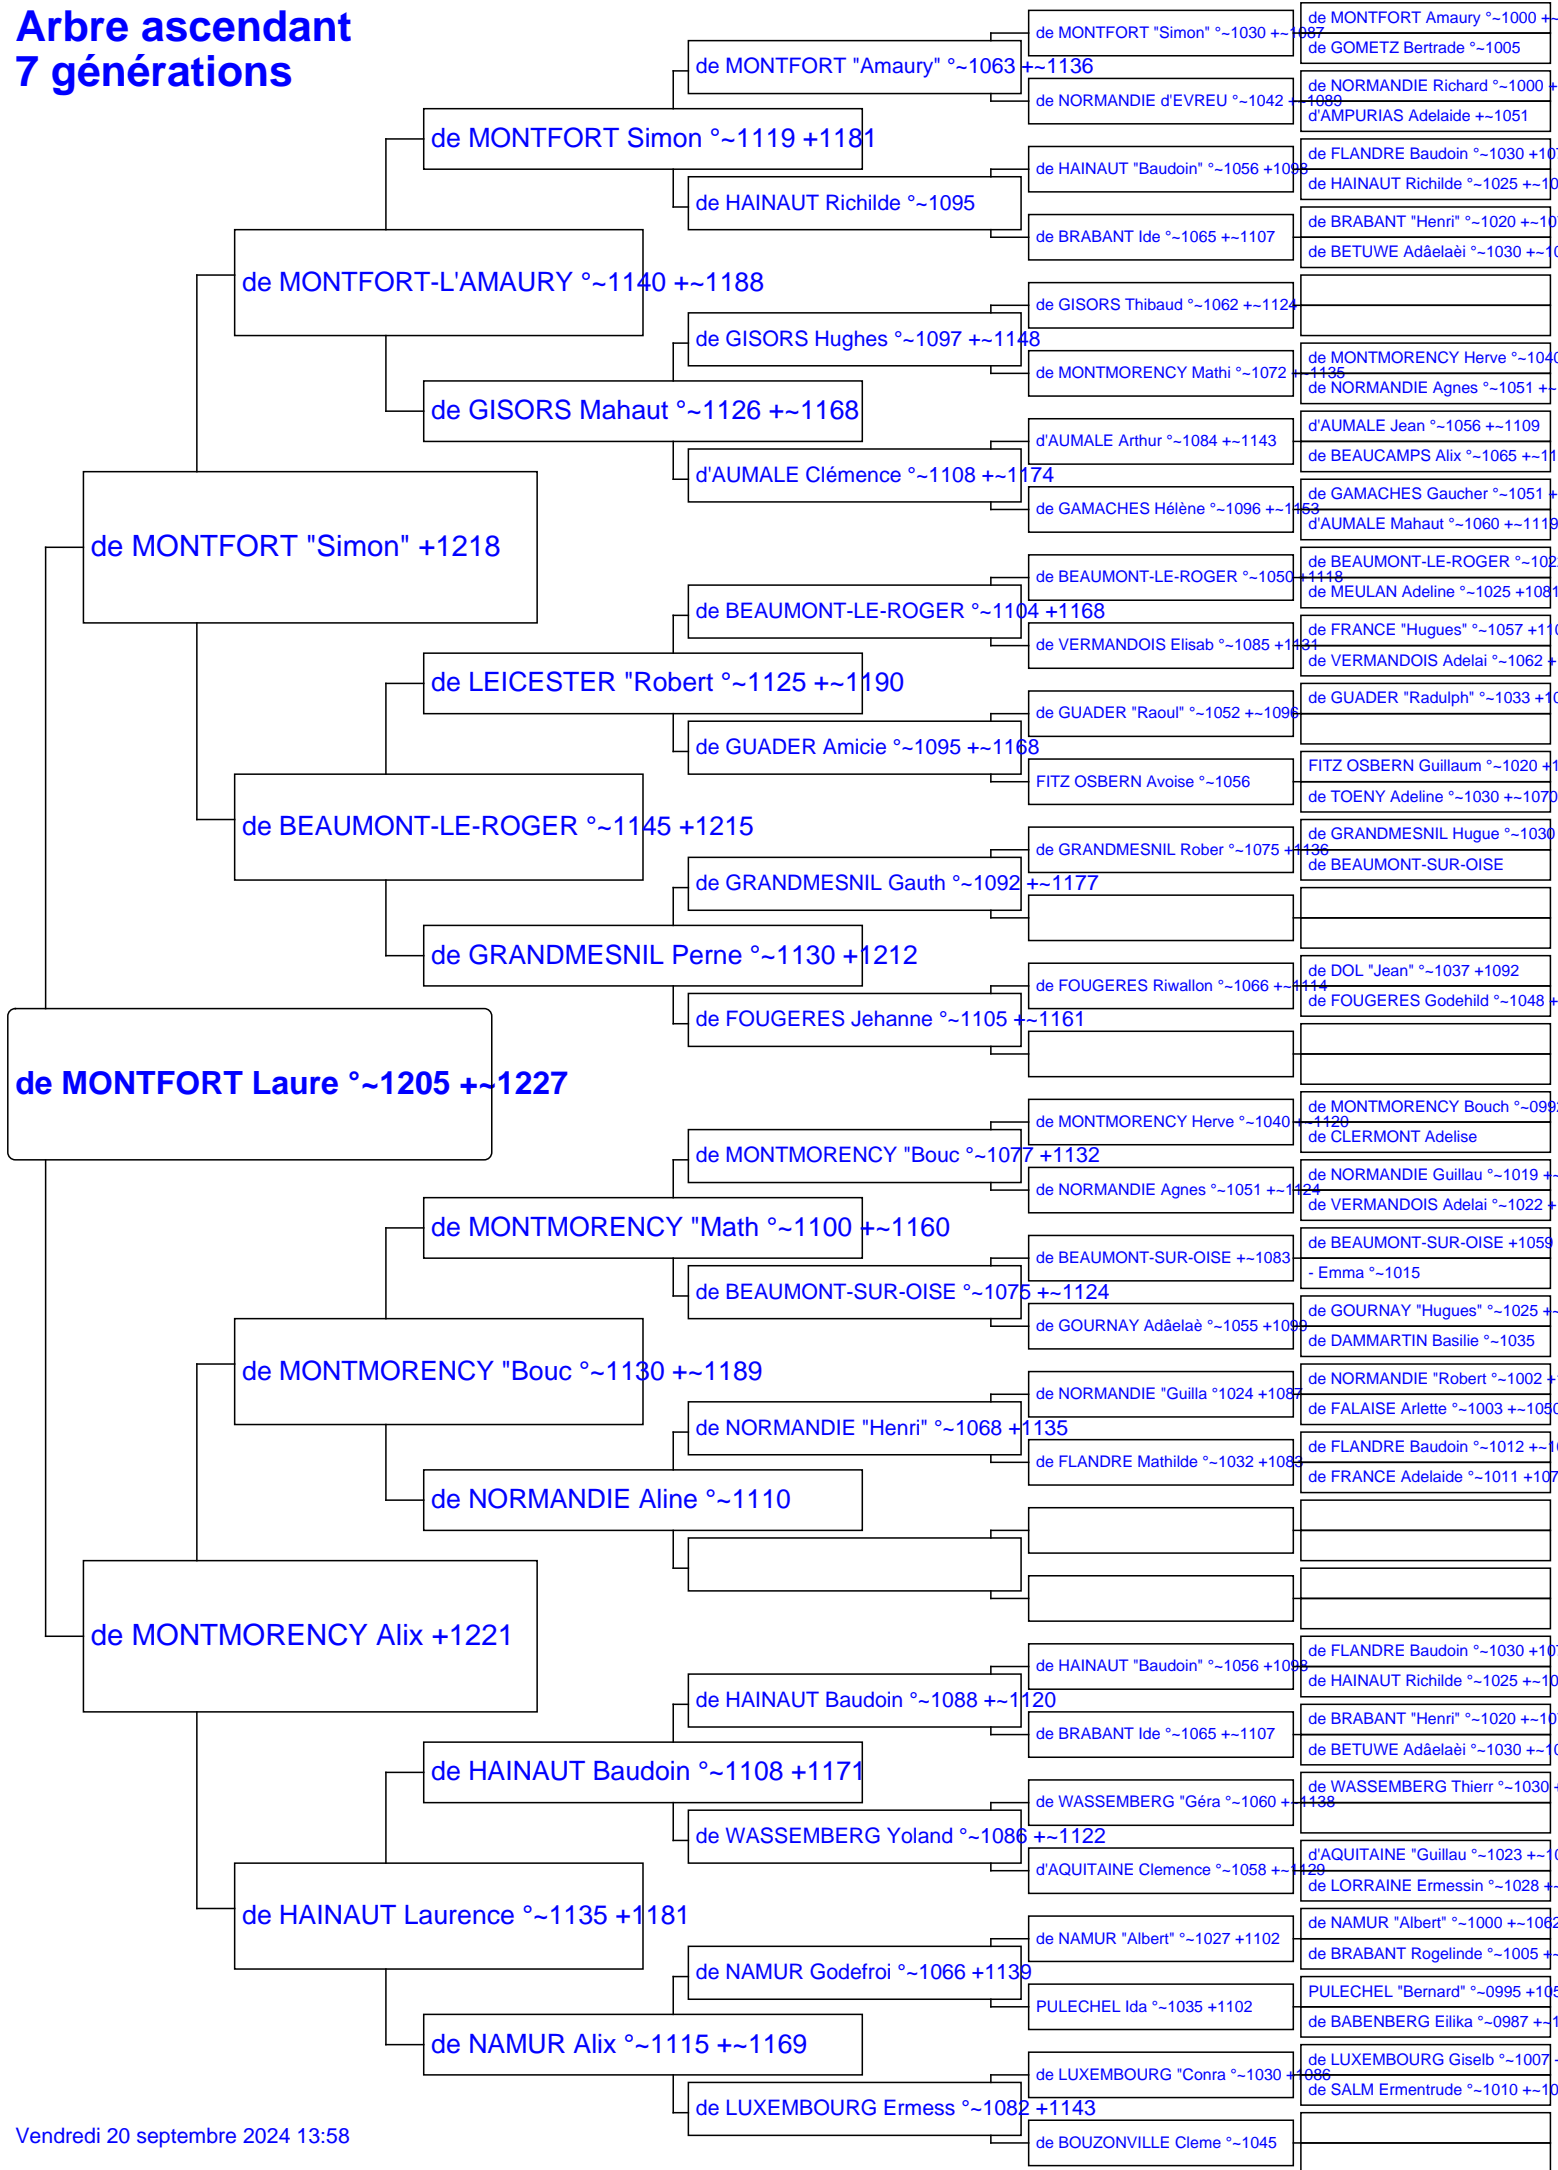 Arbre ascendant
7 générations
de MONTFORT Laure °~1205 +~1227
de MONTFORT "Simon" +1218
de MONTMORENCY Alix +1221
de MONTFORT-L'AMAURY °~1140 +~1188
de BEAUMONT-LE-ROGER °~1145 +1215
de MONTMORENCY "Bouc °~1130 +~1189
de HAINAUT Laurence °~1135 +1181
de MONTFORT Simon °~1119 +1181
de GISORS Mahaut °~1126 +~1168
de LEICESTER "Robert °~1125 +~1190
de GRANDMESNIL Perne °~1130 +1212
de MONTMORENCY "Math °~1100 +~1160
de NORMANDIE Aline °~1110
de HAINAUT Baudoin °~1108 +1171
de NAMUR Alix °~1115 +~1169
de MONTFORT "Amaury" °~1063 +~1136
de HAINAUT Richilde °~1095
de GISORS Hughes °~1097 +~1148
d'AUMALE Clémence °~1108 +~1174
de BEAUMONT-LE-ROGER °~1104 +1168
de GUADER Amicie °~1095 +~1168
de GRANDMESNIL Gauth °~1092 +~1177
de FOUGERES Jehanne °~1105 +~1161
de MONTMORENCY "Bouc °~1077 +1132
de BEAUMONT-SUR-OISE °~1075 +~1124
de NORMANDIE "Henri" °~1068 +1135
de HAINAUT Baudoin °~1088 +~1120
de WASSEMBERG Yoland °~1086 +~1122
de NAMUR Godefroi °~1066 +1139
de LUXEMBOURG Ermess °~1082 +1143
de MONTFORT "Simon" °~1030 +~1087
de NORMANDIE d'EVREU °~1042 +~1089
de HAINAUT "Baudoin" °~1056 +1098
de BRABANT Ide °~1065 +~1107
de GISORS Thibaud °~1062 +~1124
de MONTMORENCY Mathi °~1072 +~1135
d'AUMALE Arthur °~1084 +~1143
de GAMACHES Hélène °~1096 +~1153
de BEAUMONT-LE-ROGER °~1050 +1118
de VERMANDOIS Elisab °~1085 +1131
de GUADER "Raoul" °~1052 +~1096
FITZ OSBERN Avoise °~1056
de GRANDMESNIL Rober °~1075 +1136
de FOUGERES Riwallon °~1066 +~1114
de MONTMORENCY Herve °~1040 +~1120
de NORMANDIE Agnes °~1051 +~1124
de BEAUMONT-SUR-OISE +~1083
de GOURNAY Adâelaè °~1055 +1099
de NORMANDIE "Guilla °1024 +1087
de FLANDRE Mathilde °~1032 +1083
de HAINAUT "Baudoin" °~1056 +1098
de BRABANT Ide °~1065 +~1107
de WASSEMBERG "Géra °~1060 +~1138
d'AQUITAINE Clemence °~1058 +~1129
de NAMUR "Albert" °~1027 +1102
PULECHEL Ida °~1035 +1102
de LUXEMBOURG "Conra °~1030 +1086
de BOUZONVILLE Cleme °~1045
de MONTFORT Amaury °~1000 +~
de GOMETZ Bertrade °~1005
de NORMANDIE Richard °~1000 +
d'AMPURIAS Adelaide +~1051
de FLANDRE Baudoin °~1030 +107
de HAINAUT Richilde °~1025 +~10
de BRABANT "Henri" °~1020 +~10
de BETUWE Adâelaèi °~1030 +~10
de MONTMORENCY Herve °~1040
de NORMANDIE Agnes °~1051 +~
d'AUMALE Jean °~1056 +~1109
de BEAUCAMPS Alix °~1065 +~11
de GAMACHES Gaucher °~1051 +
d'AUMALE Mahaut °~1060 +~1119
de BEAUMONT-LE-ROGER °~102
de MEULAN Adeline °~1025 +1081
de FRANCE "Hugues" °~1057 +110
de VERMANDOIS Adelai °~1062 +
de GUADER "Radulph" °~1033 +10
FITZ OSBERN Guillaum °~1020 +1
de TOENY Adeline °~1030 +~1070
de GRANDMESNIL Hugue °~1030
de BEAUMONT-SUR-OISE
de DOL "Jean" °~1037 +1092
de FOUGERES Godehild °~1048 +
de MONTMORENCY Bouch °~0992
de CLERMONT Adelise
de NORMANDIE Guillau °~1019 +~
de VERMANDOIS Adelai °~1022 +
de BEAUMONT-SUR-OISE +1059
- Emma °~1015
de GOURNAY "Hugues" °~1025 +~
de DAMMARTIN Basilie °~1035
de NORMANDIE "Robert °~1002 +
de FALAISE Arlette °~1003 +~1050
de FLANDRE Baudoin °~1012 +~10
de FRANCE Adelaide °~1011 +107
de FLANDRE Baudoin °~1030 +107
de HAINAUT Richilde °~1025 +~10
de BRABANT "Henri" °~1020 +~10
de BETUWE Adâelaèi °~1030 +~10
de WASSEMBERG Thierr °~1030 +
d'AQUITAINE "Guillau °~1023 +~10
de LORRAINE Ermessin °~1028 +~
de NAMUR "Albert" °~1000 +~1062
de BRABANT Rogelinde °~1005 +~
PULECHEL "Bernard" °~0995 +105
de BABENBERG Eilika °~0987 +~1
de LUXEMBOURG Giselb °~1007 +
de SALM Ermentrude °~1010 +~10
Vendredi 20 septembre 2024 13:58